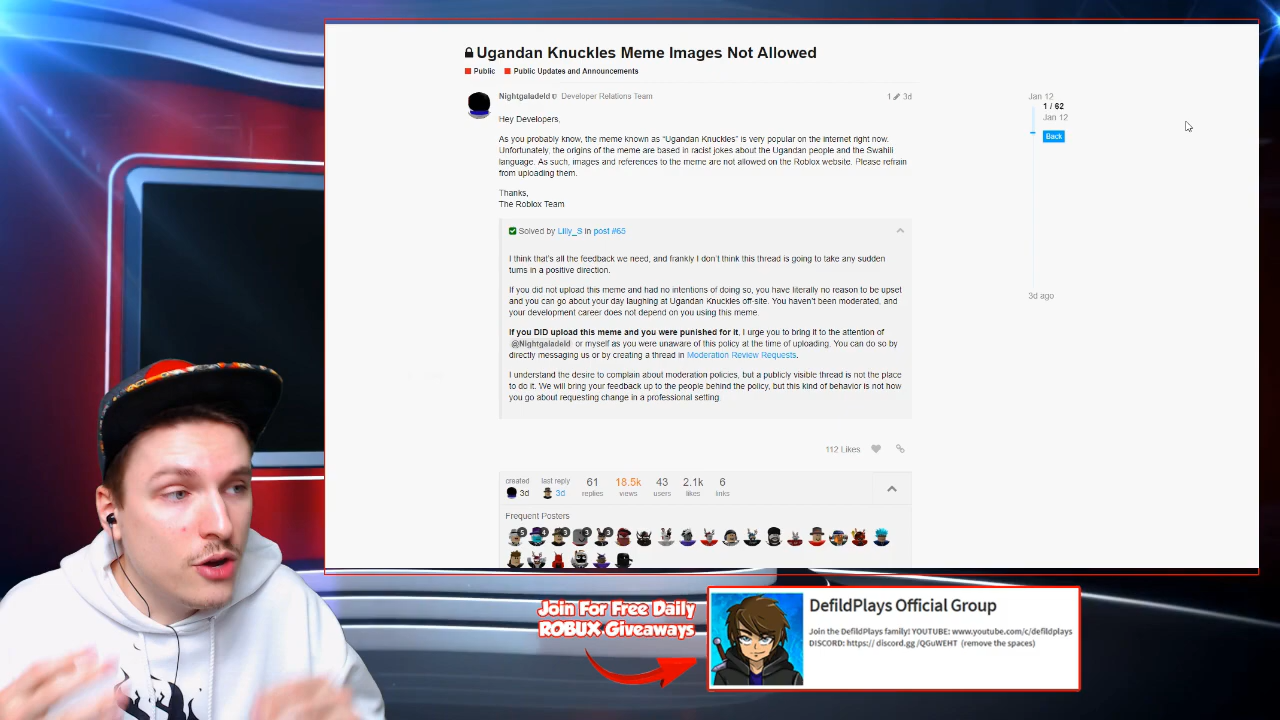 Ugandan Knuckles Meme Images Not Allowed
Public Public Updates and Announcements
Nightgaladeld Developer Relations Team 1 3d
Hey Developers,
As you probably know, the meme known as "Ugandan Knuckles" is very popular on the internet right now.
Unfortunately, the origins of the meme are based in racist jokes about the Ugandan people and the Swahili
language. As such, images and references to the meme are not allowed on the Roblox website. Please refrain
from uploading them.
Thanks,
The Roblox Team
Solved by Lilly_S in post #65
I think that's all the feedback we need, and frankly I don't think this thread is going to take any sudden
turns in a positive direction.
If you did not upload this meme and had no intentions of doing so, you have literally no reason to be upset
and you can go about your day laughing at Ugandan Knuckles off-site. You haven't been moderated, and
your development career does not depend on you using this meme.
If you DID upload this meme and you were punished for it, I urge you to bring it to the attention of
@Nightgaladeld or myself as you were unaware of this policy at the time of uploading. You can do so by
directly messaging us or by creating a thread in Moderation Review Requests.
I understand the desire to complain about moderation policies, but a publicly visible thread is not the place
to do it. We will bring your feedback up to the people behind the policy, but this kind of behavior is not how
you go about requesting change in a professional setting.
112 Likes
created last reply 61 18.5k 43 2.1k 6
3d 3d replies views users likes links
Frequent Posters
5 4 3 3 3
Jan 12
1 / 62
Jan 12
Back
3d ago
Join For Free Daily
ROBUX Giveaways
DefildPlays Official Group
Join the DefildPlays family! YOUTUBE: www.youtube.com/c/defildplays
DISCORD: https:// discord.gg /QGuWEHT (remove the spaces)